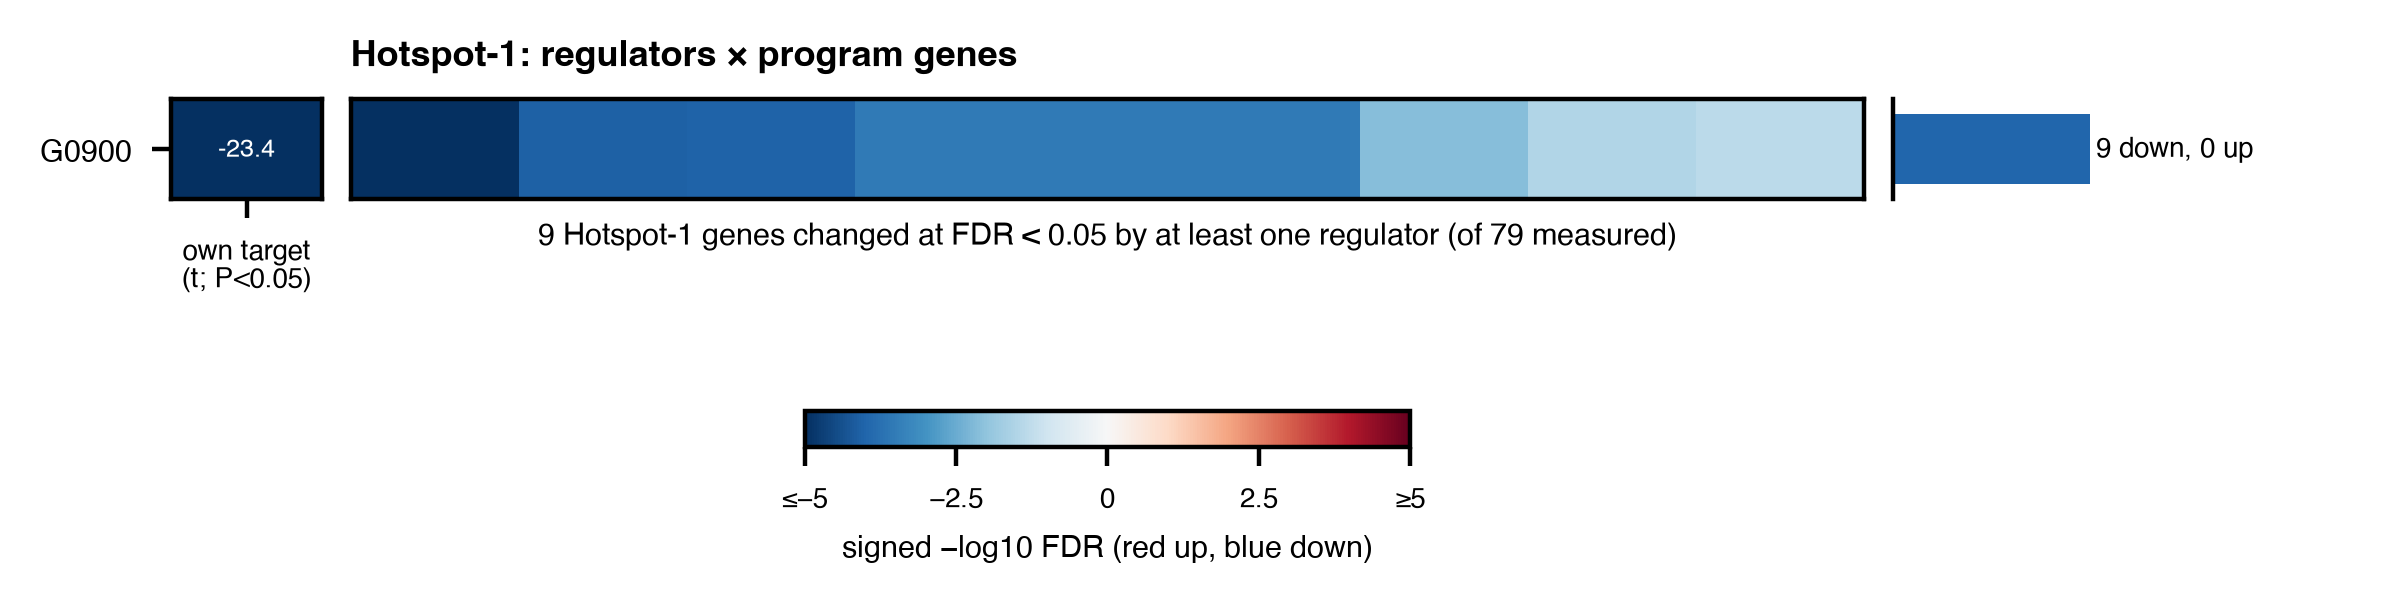 Hotspot-1: regulators × program genes
G0900
-23.4
9 down, 0 up
own target
(t; P<0.05)
9 Hotspot-1 genes changed at FDR < 0.05 by at least one regulator (of 79 measured)
≤−5
−2.5
0
2.5
≥5
signed −log10 FDR (red up, blue down)